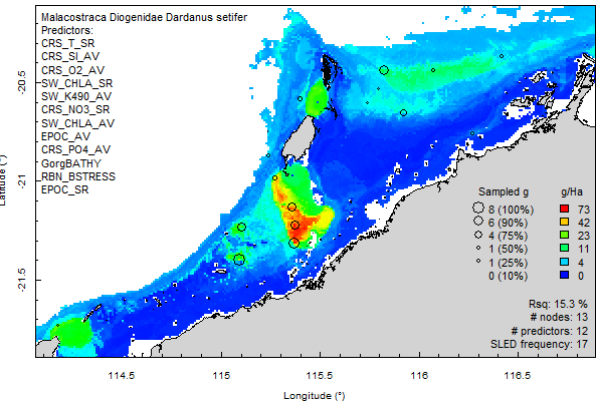 Malacostraca Diogenidae Dardanus setifer
Predictors:
CRS_T_SR
CRS_SI_AV
CRS_O2_AV
SW_CHLA_SR
SW_K490_AV
CRS_NO3_SR
SW_CHLA_AV
EPOC_AV
CRS_PO4_AV
GorgBATHY
RBN_BSTRESS
EPOC_SR
-20.5
-21
-21.5
Latitude (°)
Sampled g g/Ha
8 (100%) 73
6 (90%) 42
4 (75%) 23
1 (50%) 11
1 (25%) 4
0 (10%) 0
Rsq: 15.3 %
# nodes: 13
# predictors: 12
SLED frequency: 17
114.5 115 115.5 116 116.5
Longitude (°)